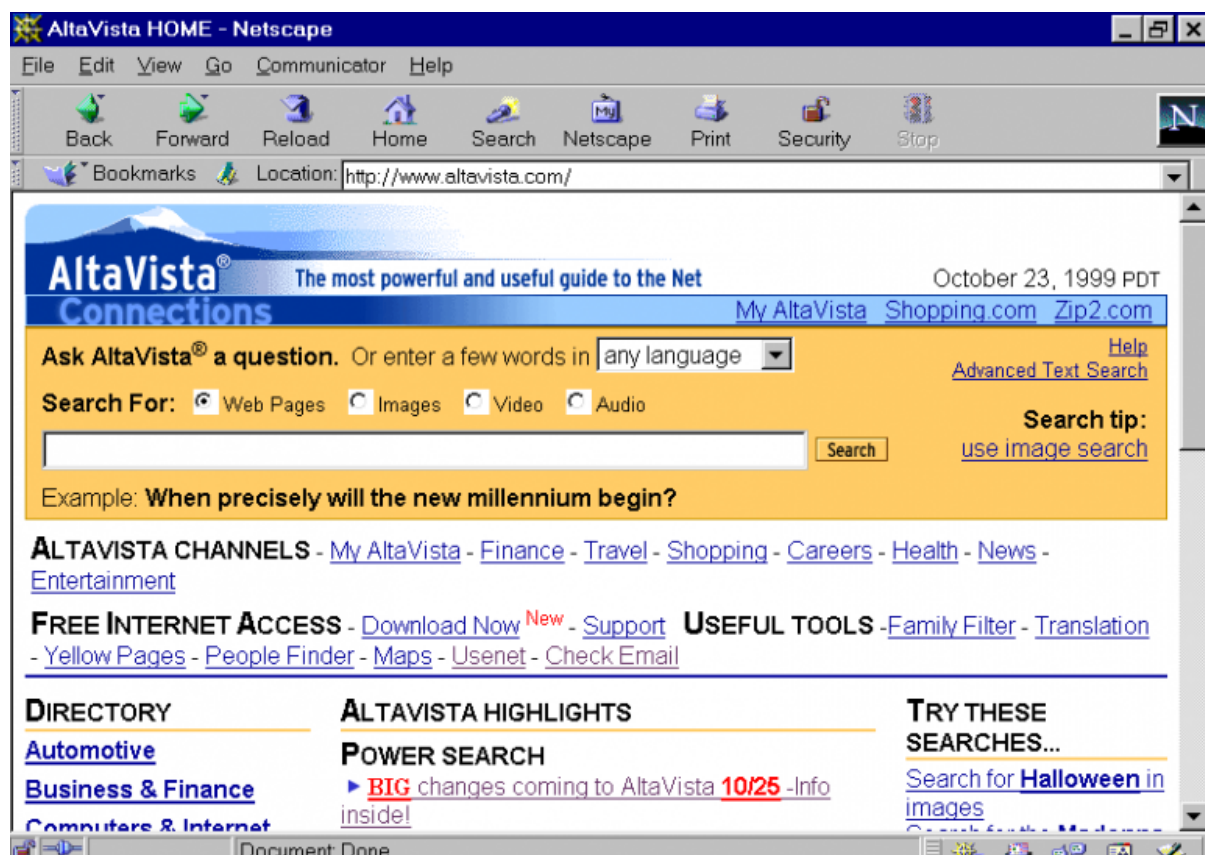 AltaVista HOME - Netscape
File Edit View Go Communicator Help
Back Forward Reload Home Search Netscape Print Security Stop
My
N
Bookmarks Location: http://www.altavista.com/
AltaVista® The most powerful and useful guide to the Net October 23, 1999 PDT
Connections My AltaVista Shopping.com Zip2.com
Ask AltaVista® a question. Or enter a few words in any language Help
Advanced Text Search
Search For: Web Pages Images Video Audio
Search tip:
Search use image search
Example: When precisely will the new millennium begin?
ALTAVISTA CHANNELS - My AltaVista - Finance - Travel - Shopping - Careers - Health - News -
Entertainment
FREE INTERNET ACCESS - Download Now New - Support USEFUL TOOLS -Family Filter - Translation
- Yellow Pages - People Finder - Maps - Usenet - Check Email
DIRECTORY
Automotive
Business & Finance
Computers & Internet
ALTAVISTA HIGHLIGHTS
POWER SEARCH
BIG changes coming to AltaVista 10/25 -Info
inside!
TRY THESE
SEARCHES...
Search for Halloween in
images
Search for the Madonna
Document: Done